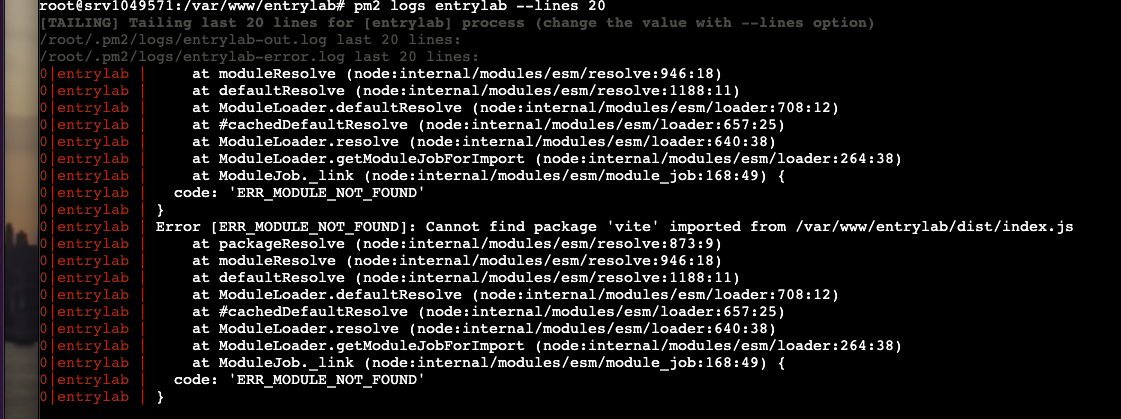 root@srv1049571:/var/www/entrylab# pm2 logs entrylab --lines 20
[TAILING] Tailing last 20 lines for [entrylab] process (change the value with --lines option)
/root/.pm2/logs/entrylab-out.log last 20 lines:
/root/.pm2/logs/entrylab-error.log last 20 lines:
0|entrylab |     at moduleResolve (node:internal/modules/esm/resolve:946:18)
0|entrylab |     at defaultResolve (node:internal/modules/esm/resolve:1188:11)
0|entrylab |     at ModuleLoader.defaultResolve (node:internal/modules/esm/loader:708:12)
0|entrylab |     at #cachedDefaultResolve (node:internal/modules/esm/loader:657:25)
0|entrylab |     at ModuleLoader.resolve (node:internal/modules/esm/loader:640:38)
0|entrylab |     at ModuleLoader.getModuleJobForImport (node:internal/modules/esm/loader:264:38)
0|entrylab |     at ModuleJob._link (node:internal/modules/esm/module_job:168:49) {
0|entrylab |   code: 'ERR_MODULE_NOT_FOUND'
0|entrylab | }
0|entrylab | Error [ERR_MODULE_NOT_FOUND]: Cannot find package 'vite' imported from /var/www/entrylab/dist/index.js
0|entrylab |     at packageResolve (node:internal/modules/esm/resolve:873:9)
0|entrylab |     at moduleResolve (node:internal/modules/esm/resolve:946:18)
0|entrylab |     at defaultResolve (node:internal/modules/esm/resolve:1188:11)
0|entrylab |     at ModuleLoader.defaultResolve (node:internal/modules/esm/loader:708:12)
0|entrylab |     at #cachedDefaultResolve (node:internal/modules/esm/loader:657:25)
0|entrylab |     at ModuleLoader.resolve (node:internal/modules/esm/loader:640:38)
0|entrylab |     at ModuleLoader.getModuleJobForImport (node:internal/modules/esm/loader:264:38)
0|entrylab |     at ModuleJob._link (node:internal/modules/esm/module_job:168:49) {
0|entrylab |   code: 'ERR_MODULE_NOT_FOUND'
0|entrylab | }